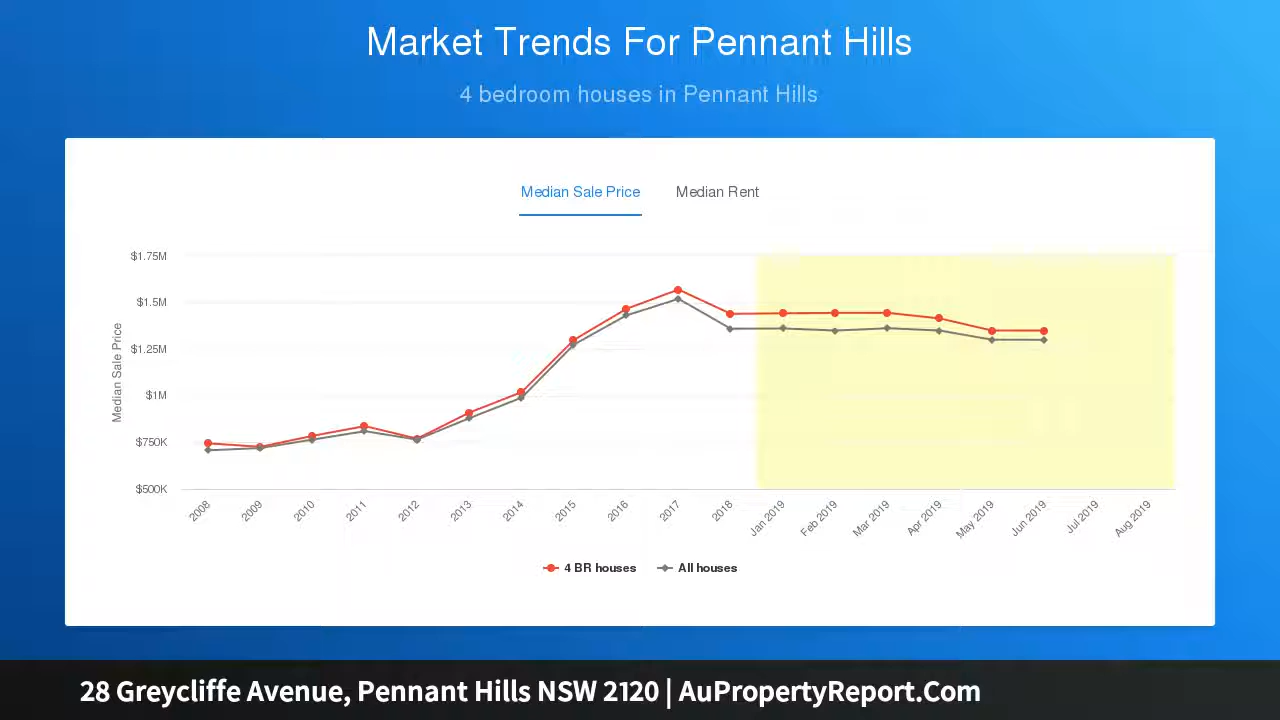 Market Trends For Pennant Hills
4 bedroom houses in Pennant Hills
Median Sale Price Median Rent
$1.75M
$1.5M
$1.25M
$1M
$750K
$500K
Median Sale Price
2008 2009 2010 2011 2012 2013 2014 2015 2016 2017 2018 Jan 2019 Feb 2019 Mar 2019 Apr 2019 May 2019 Jun 2019 Jul 2019 Aug 2019
4 BR houses All houses
28 Greycliffe Avenue, Pennant Hills NSW 2120 | AuPropertyReport.Com